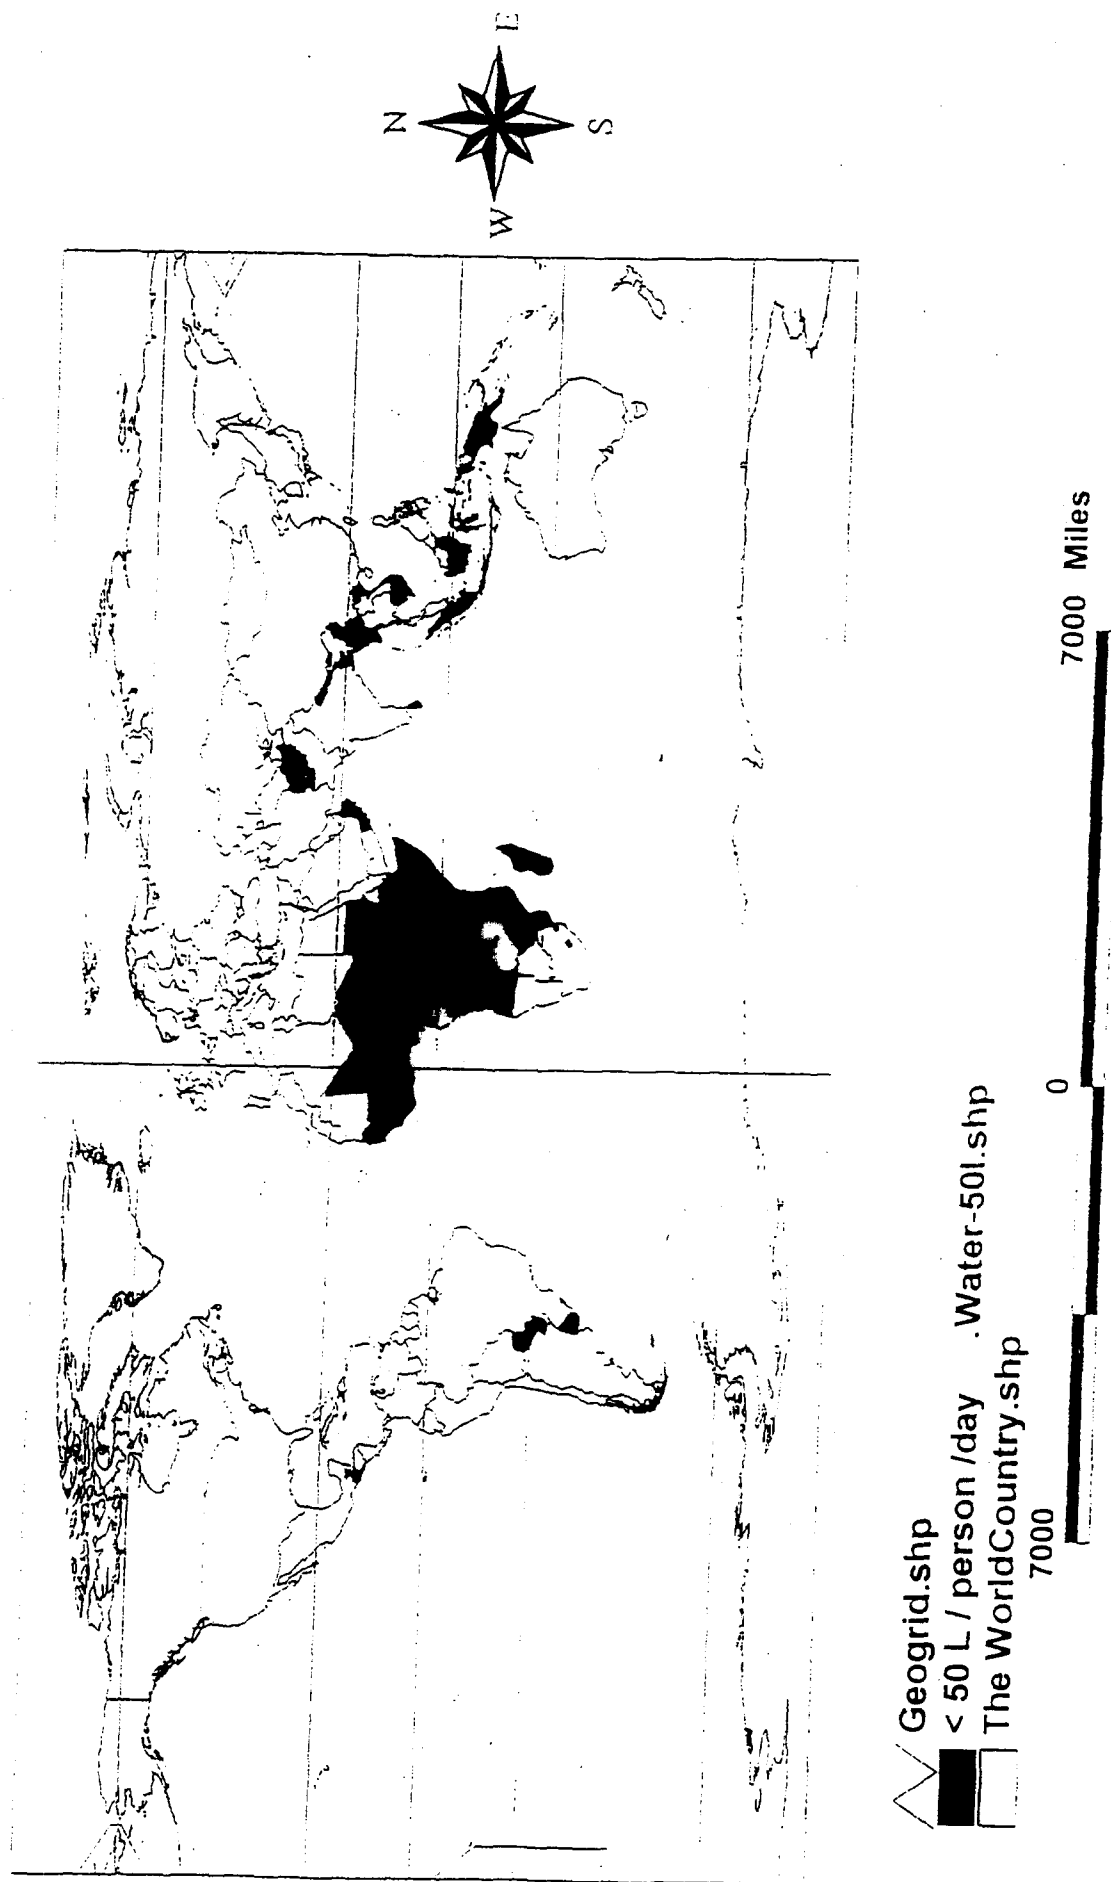 N
W
E
S
Geogrid.shp
< 50 L / person /day .Water-50l.shp
The WorldCountry.shp
7000
0
7000 Miles